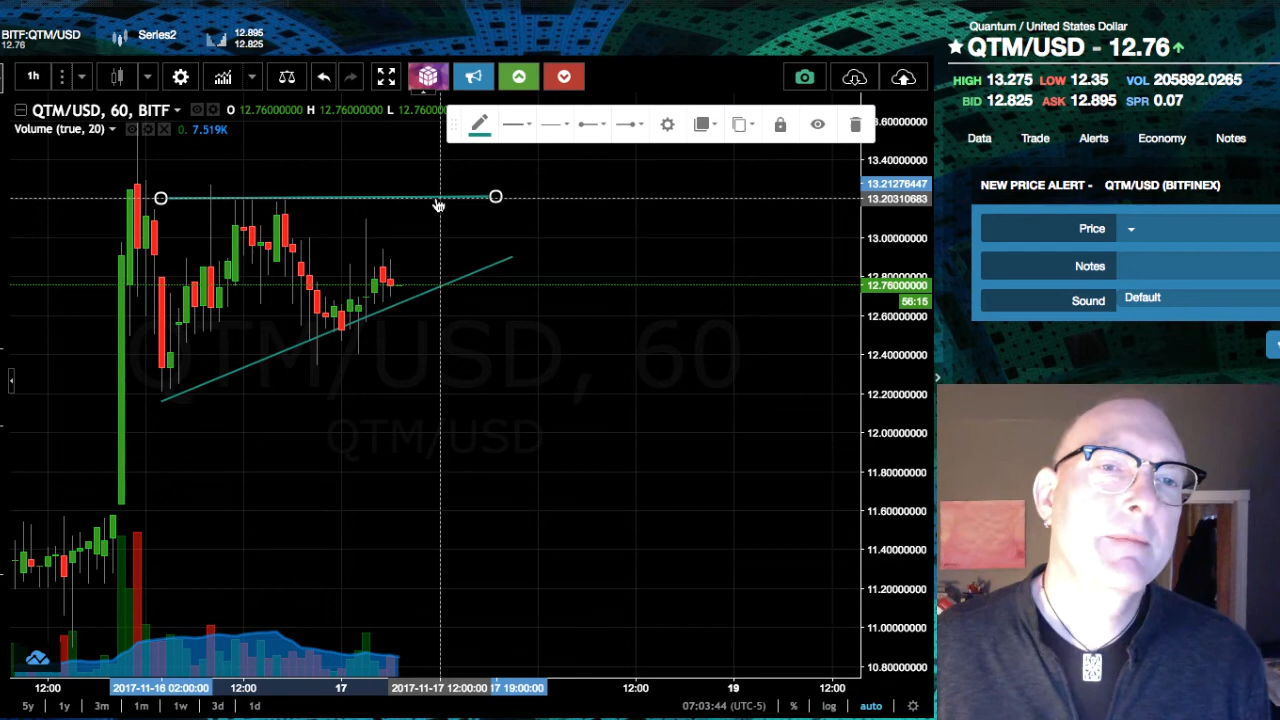 BITF:QTM/USD
12.76
Series2
12.895
12.825
1h
QTM/USD, 60, BITF
O 12.76000000 H 12.76000000 L 12.76000
Volume (true, 20)
0. 7.519K
13.40000000
13.21276447
13.20310683
13.00000000
12.80000000
12.76000000
56:15
12.60000000
12.40000000
12.20000000
12.00000000
11.80000000
11.60000000
11.40000000
11.20000000
11.00000000
10.80000000
QTM/USD, 60
QTM/USD
12:00
2017-11-16 02:00:00
12:00
17
2017-11-17 12:00:00
17 19:00:00
12:00
19
12:00
5y 1y 3m 1m 1w 3d 1d
07:03:44 (UTC-5)
% log auto
Quantum / United States Dollar
QTM/USD - 12.76
HIGH 13.275 LOW 12.35 VOL 205892.0265
BID 12.825 ASK 12.895 SPR 0.07
Data Trade Alerts Economy Notes
NEW PRICE ALERT - QTM/USD (BITFINEX)
Price
Notes
Sound Default